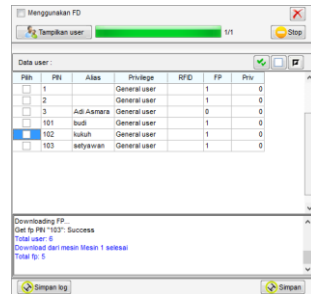 Menggunakan FD
Tampilkan user 1/1 Stop
Data user :
Pilih PIN Alias Privilege RFID FP Priv
1 General user 1 0
2 General user 1 0
3 Adi Asmara General user 0 0
101 budi General user 1 0
102 kukuh General user 1 0
103 setyawan General user 1 0
Downloading FP...
Get fp PIN "103": Success
Total user: 6
Download dari mesin Mesin 1 selesai
Total fp: 5
Simpan log Simpan